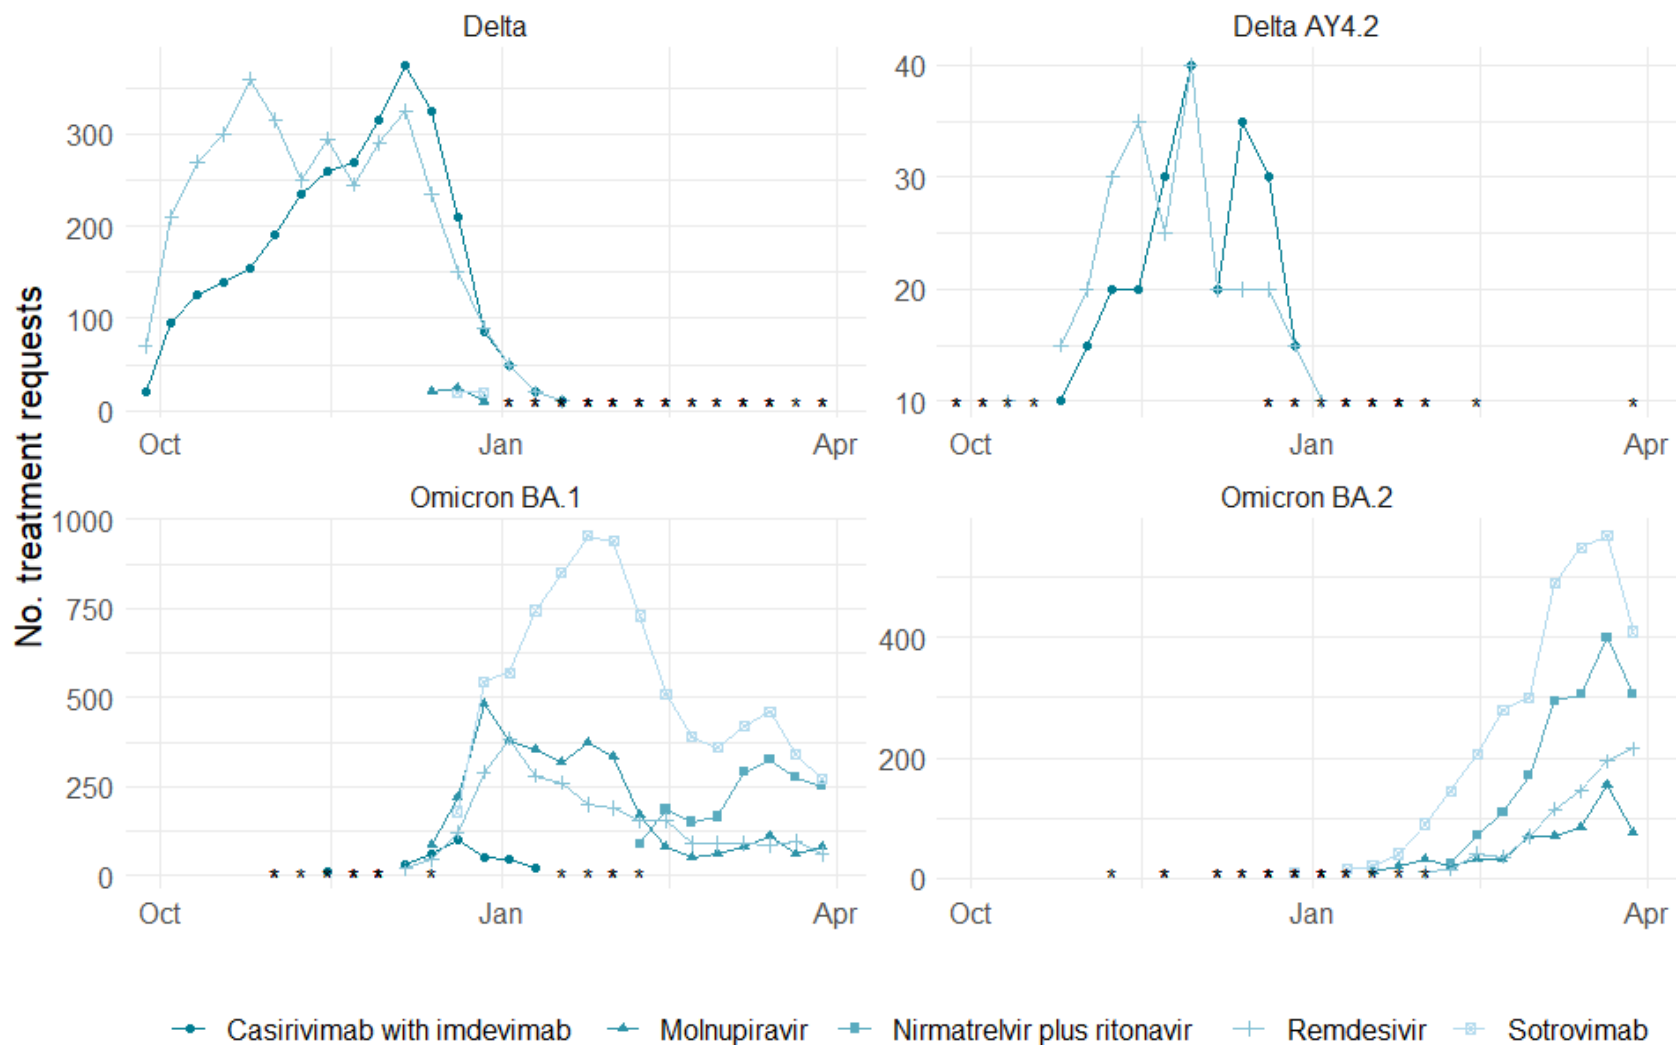 Delta
Delta AY4.2
300
200
100
0
Oct
Jan
Apr
40
30
20
10
Oct
Jan
Apr
No. treatment requests
Omicron BA.1
Omicron BA.2
1000
750
500
250
0
Oct
Jan
Apr
400
200
0
Oct
Jan
Apr
Casirivimab with imdevimab
Molnupiravir
Nirmatrelvir plus ritonavir
Remdesivir
Sotrovimab